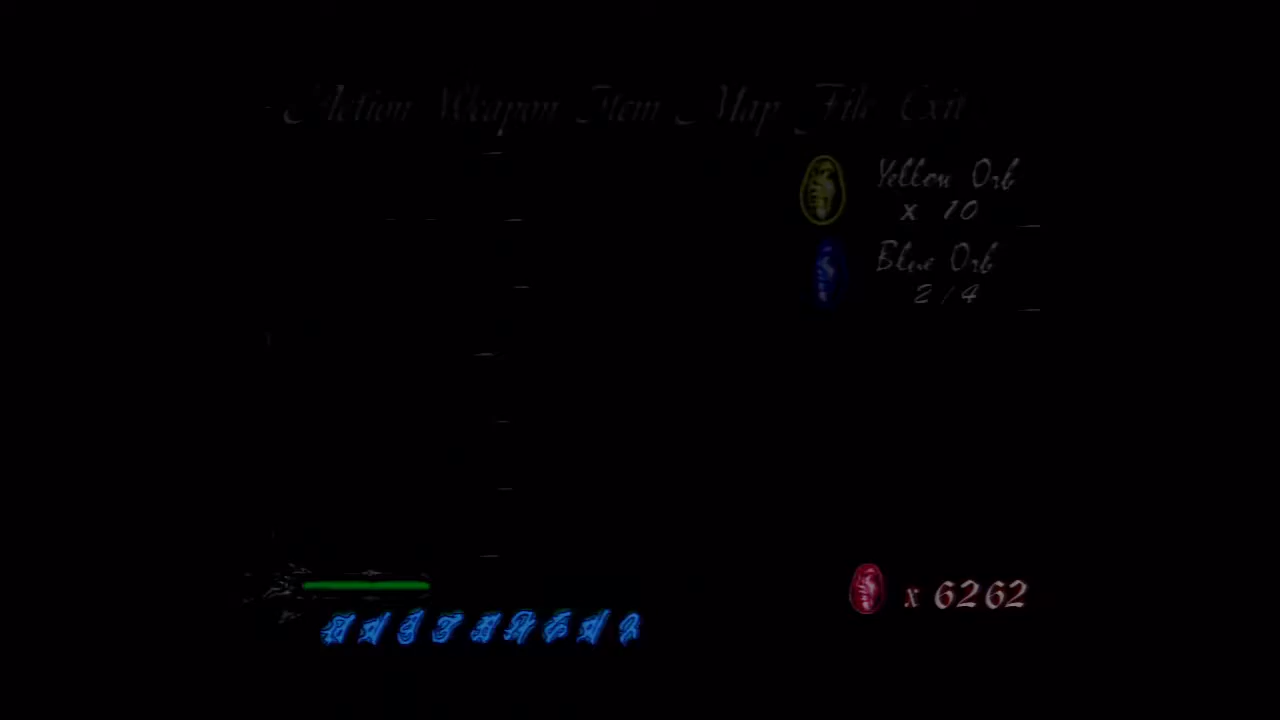 Action Weapon Item Map File Exit
Yellow Orb
x 10
Blue Orb
2 / 4
x 6262